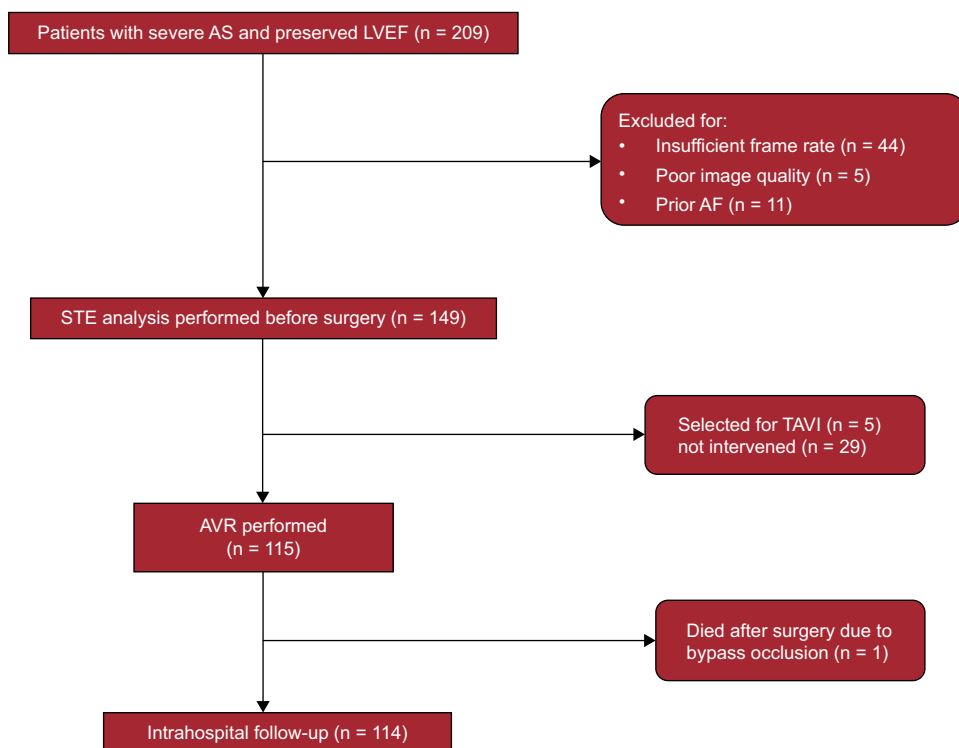 Patients with severe AS and preserved LVEF (n = 209)
Excluded for:
• Insufficient frame rate (n = 44)
• Poor image quality (n = 5)
• Prior AF (n = 11)
STE analysis performed before surgery (n = 149)
Selected for TAVI (n = 5)
not intervened (n = 29)
AVR performed
(n = 115)
Died after surgery due to
bypass occlusion (n = 1)
Intrahospital follow-up (n = 114)